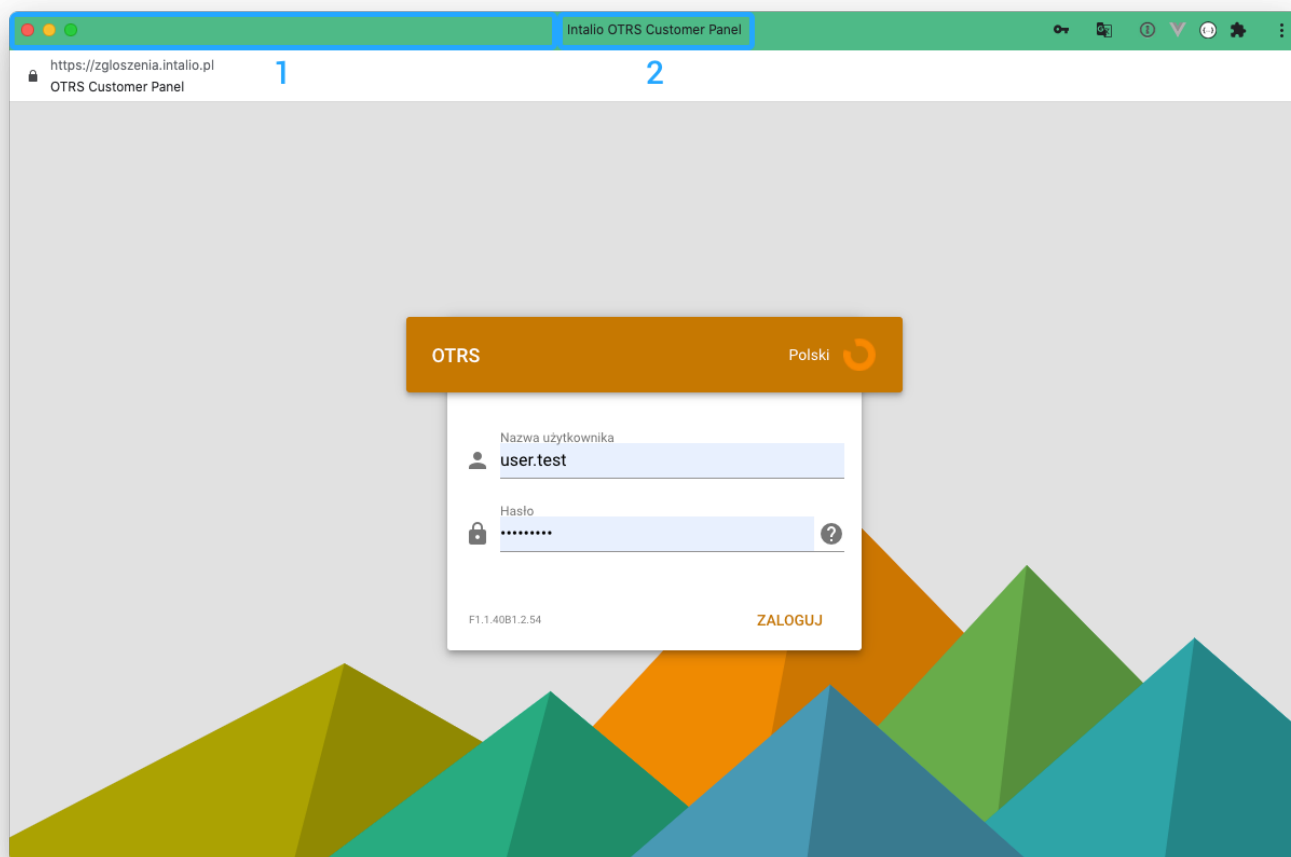 Intalio OTRS Customer Panel
https://zgloszenia.intalio.pl
OTRS Customer Panel
1
2
OTRS
Polski
Nazwa użytkownika
user.test
Hasło
•••••••••
F1.1.40B1.2.54
ZALOGUJ